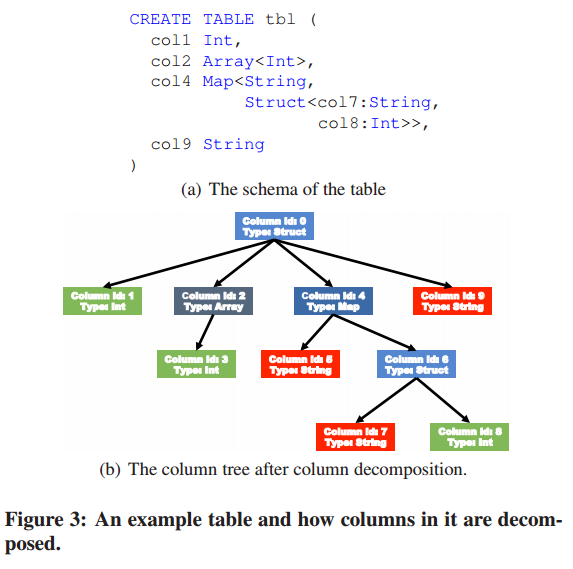 CREATE TABLE tbl (
col1 Int,
col2 Array<Int>,
col4 Map<String,
Struct<col7:String,
col8:Int>>,
col9 String
)
(a) The schema of the table
Column Id: 0
Type: Struct
Column Id: 1
Type: Int
Column Id: 2
Type: Array
Column Id: 4
Type: Map
Column Id: 9
Type: String
Column Id: 3
Type: Int
Column Id: 5
Type: String
Column Id: 6
Type: Struct
Column Id: 7
Type: String
Column Id: 8
Type: Int
(b) The column tree after column decomposition.
Figure 3: An example table and how columns in it are decom-
posed.